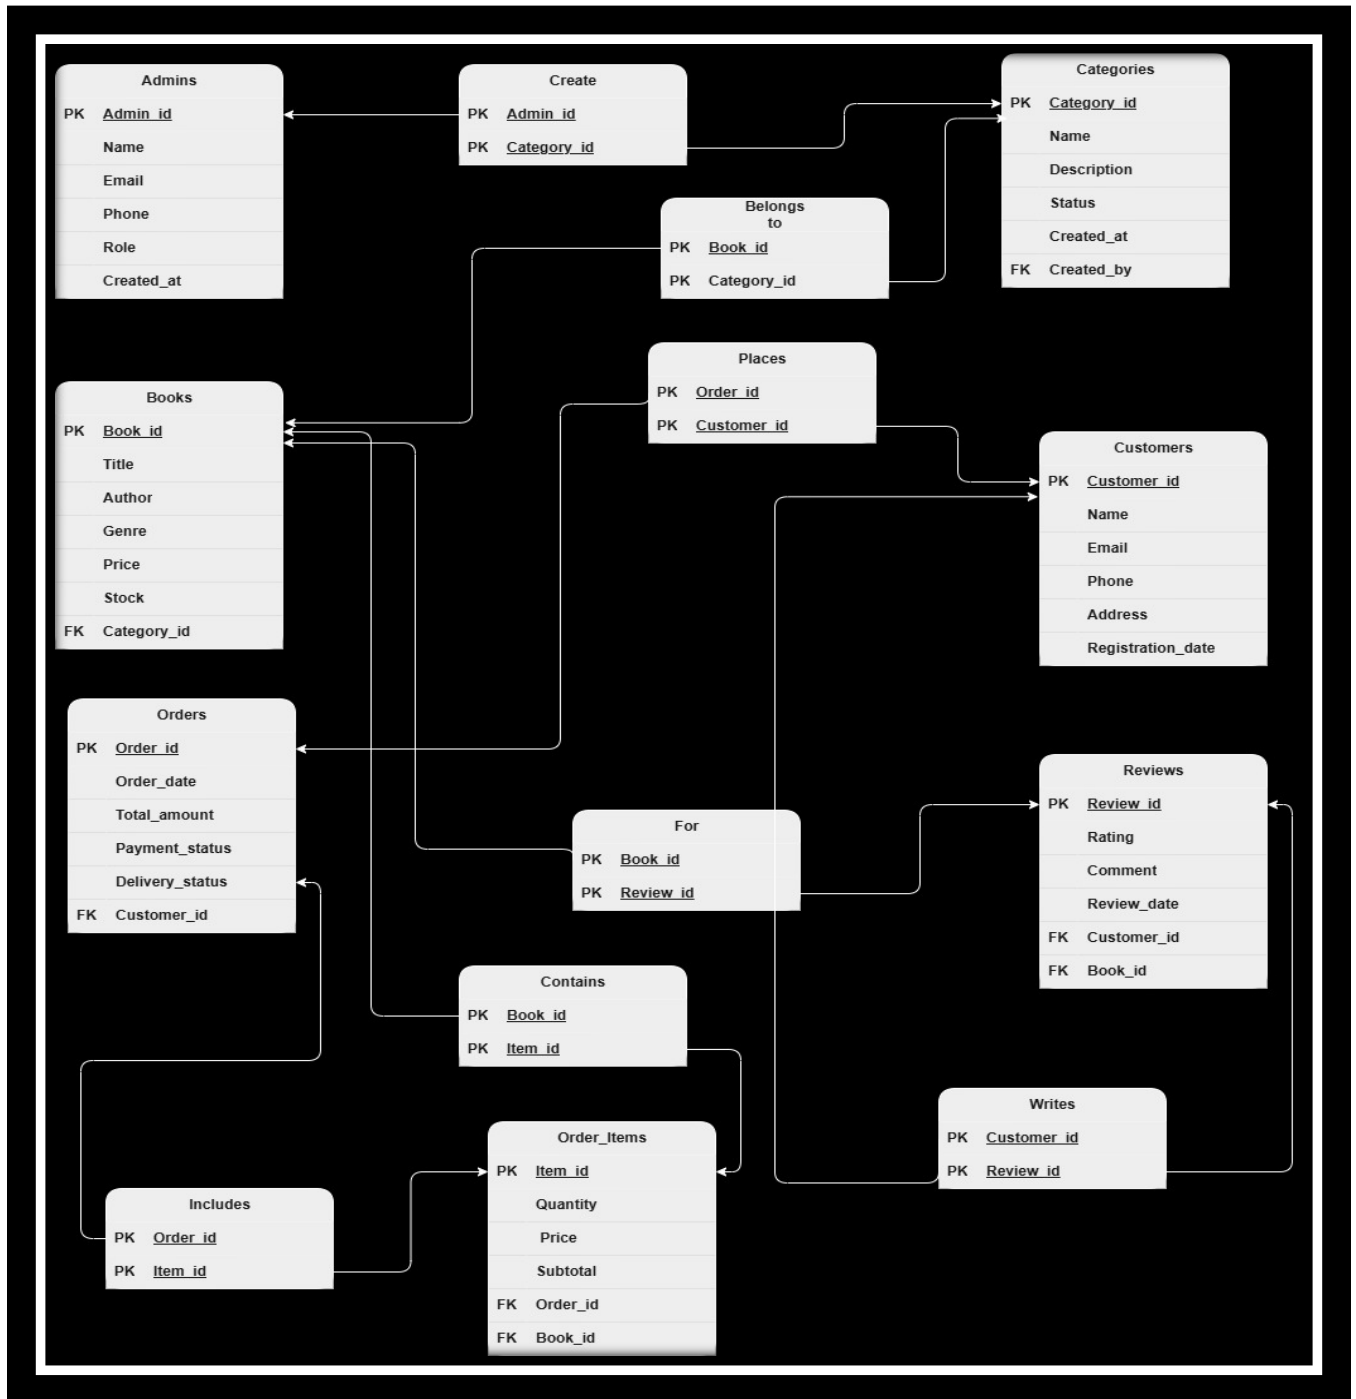 Admins
PK Admin_id
Name
Email
Phone
Role
Created_at
Create
PK Admin_id
PK Category_id
Categories
PK Category_id
Name
Description
Status
Created_at
FK Created_by
Belongs
to
PK Book_id
PK Category_id
Places
PK Order_id
PK Customer_id
Books
PK Book_id
Title
Author
Genre
Price
Stock
FK Category_id
Customers
PK Customer_id
Name
Email
Phone
Address
Registration_date
Orders
PK Order_id
Order_date
Total_amount
Payment_status
Delivery_status
FK Customer_id
For
PK Book_id
PK Review_id
Reviews
PK Review_id
Rating
Comment
Review_date
FK Customer_id
FK Book_id
Contains
PK Book_id
PK Item_id
Writes
PK Customer_id
PK Review_id
Order_Items
PK Item_id
Quantity
Price
Subtotal
FK Order_id
FK Book_id
Includes
PK Order_id
PK Item_id